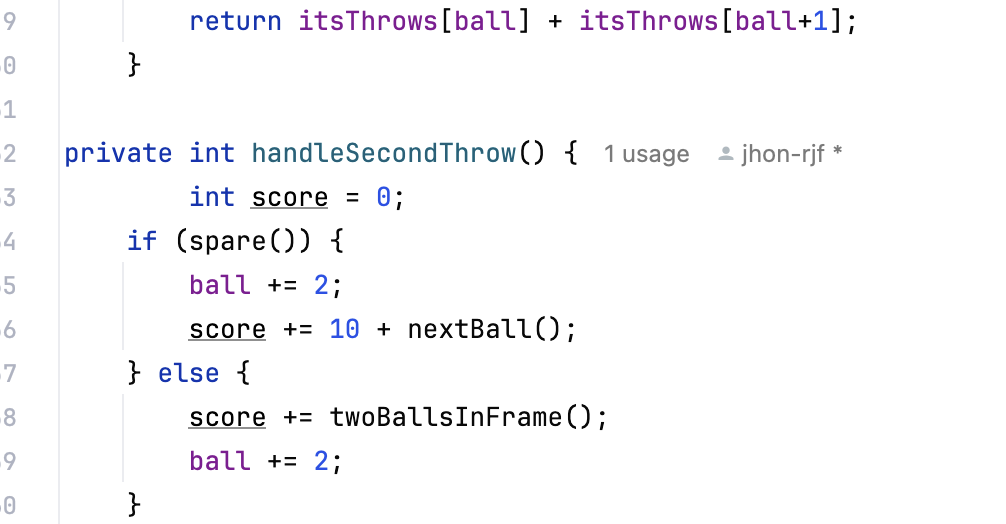 9 return itsThrows[ball] + itsThrows[ball+1];
0 }
1
2 private int handleSecondThrow() { 1 usage jhon-rjf *
3 int score = 0;
4 if (spare()) {
5 ball += 2;
6 score += 10 + nextBall();
7 } else {
8 score += twoBallsInFrame();
9 ball += 2;
0 }